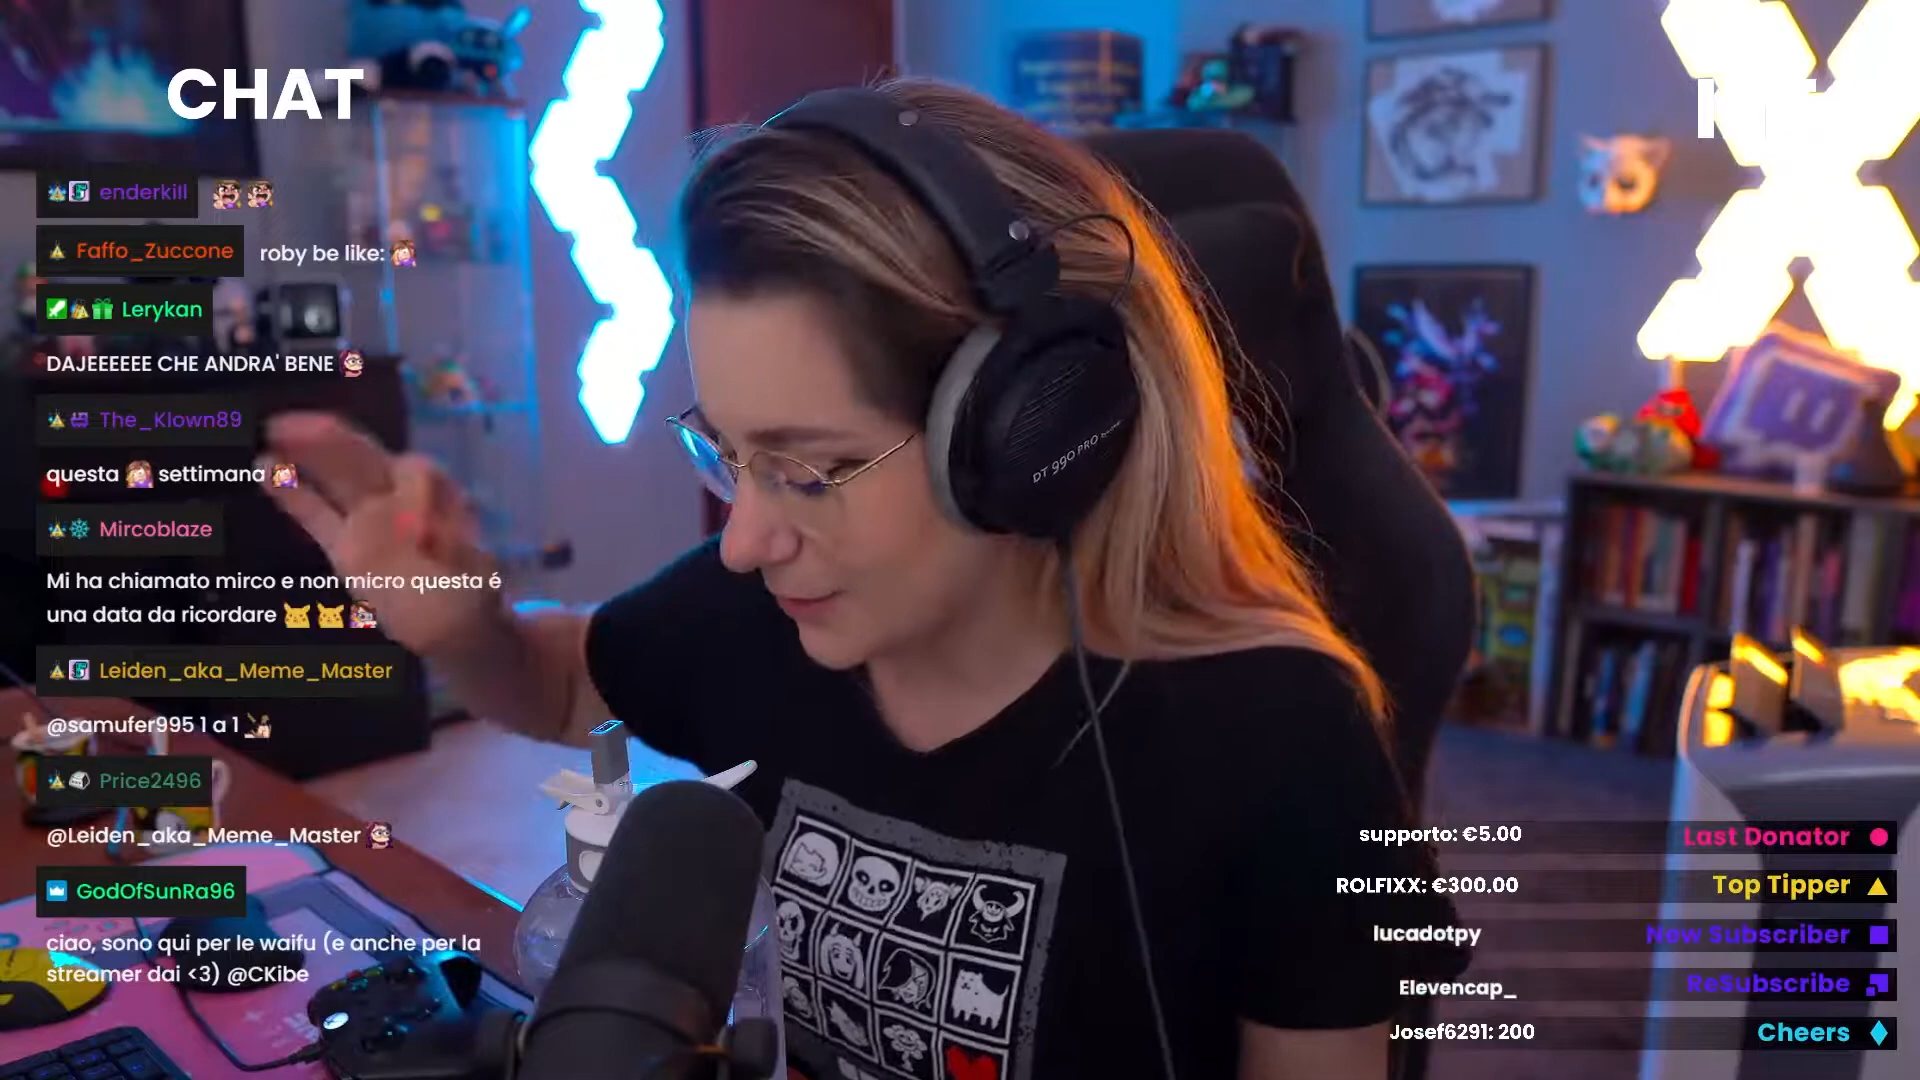 CHAT
enderkill
Faffo_Zuccone roby be like:
Lerykan
DAJEEEEEE CHE ANDRA' BENE
The_Klown89
questa settimana
Mircoblaze
Mi ha chiamato mirco e non micro questa é
una data da ricordare
Leiden_aka_Meme_Master
@samufer995 1 a 1
Price2496
@Leiden_aka_Meme_Master
GodOfSunRa96
ciao, sono qui per le waifu (e anche per la
streamer dai <3) @CKibe
DT 990 PRO
supporto: €5.00 Last Donator
ROLFIXX: €300.00 Top Tipper
lucadotpy New Subscriber
Elevencap_ ReSubscribe
Josef6291: 200 Cheers